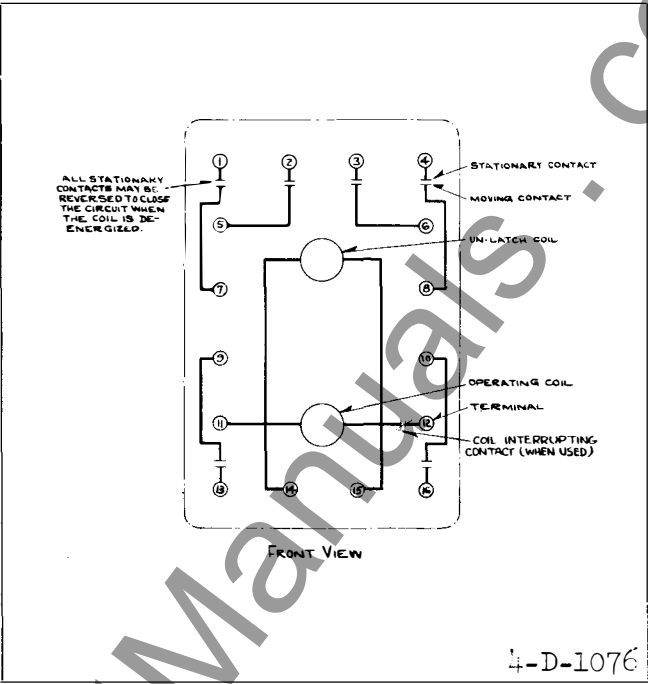 1
2
3
4
ALL STATIONARY
CONTACTS MAY BE
REVERSED TO CLOSE
THE CIRCUIT WHEN
THE COIL IS DE-
ENERGIZED.
STATIONARY CONTACT
MOVING CONTACT
5
6
UN-LATCH COIL
7
8
9
10
OPERATING COIL
TERMINAL
11
12
COIL INTERRUPTING
CONTACT (WHEN USED)
13
14
15
16
FRONT VIEW
4-D-1076
Manuals.co